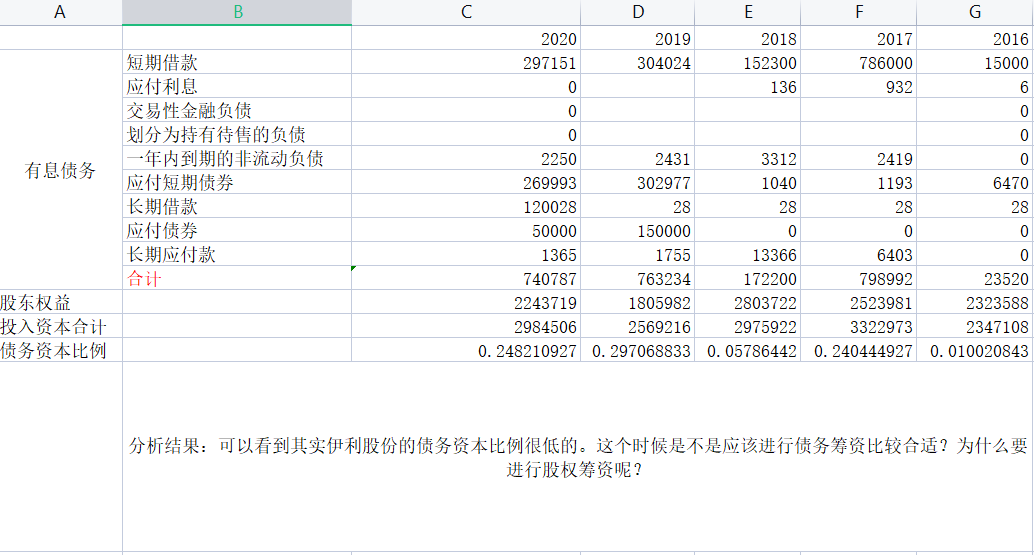 A B C D E F G
2020 2019 2018 2017 2016
短期借款 297151 304024 152300 786000 15000
应付利息 0 136 932 6
交易性金融负债 0 0
划分为持有待售的负债 0 0
一年内到期的非流动负债 2250 2431 3312 2419 0
有息债务
应付短期债券 269993 302977 1040 1193 6470
长期借款 120028 28 28 28 28
应付债券 50000 150000 0 0 0
长期应付款 1365 1755 13366 6403 0
合计 740787 763234 172200 798992 23520
股东权益 2243719 1805982 2803722 2523981 2323588
投入资本合计 2984506 2569216 2975922 3322973 2347108
债务资本比例 0.248210927 0.297068833 0.05786442 0.240444927 0.010020843
分析结果：可以看到其实伊利股份的债务资本比例很低的。这个时候是不是应该进行债务筹资比较合适？为什么要
进行股权筹资呢？